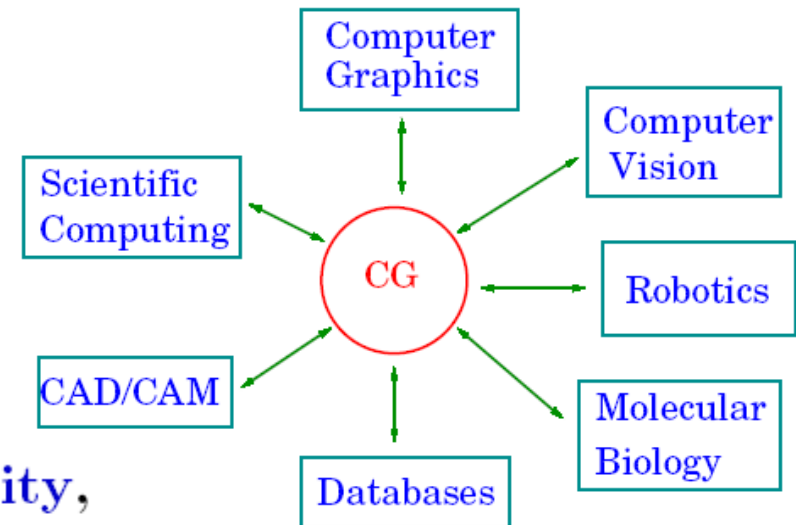 Computer
Graphics
Computer
Vision
Scientific
Computing
CG
Robotics
CAD/CAM
Molecular
Biology
Databases
ity,